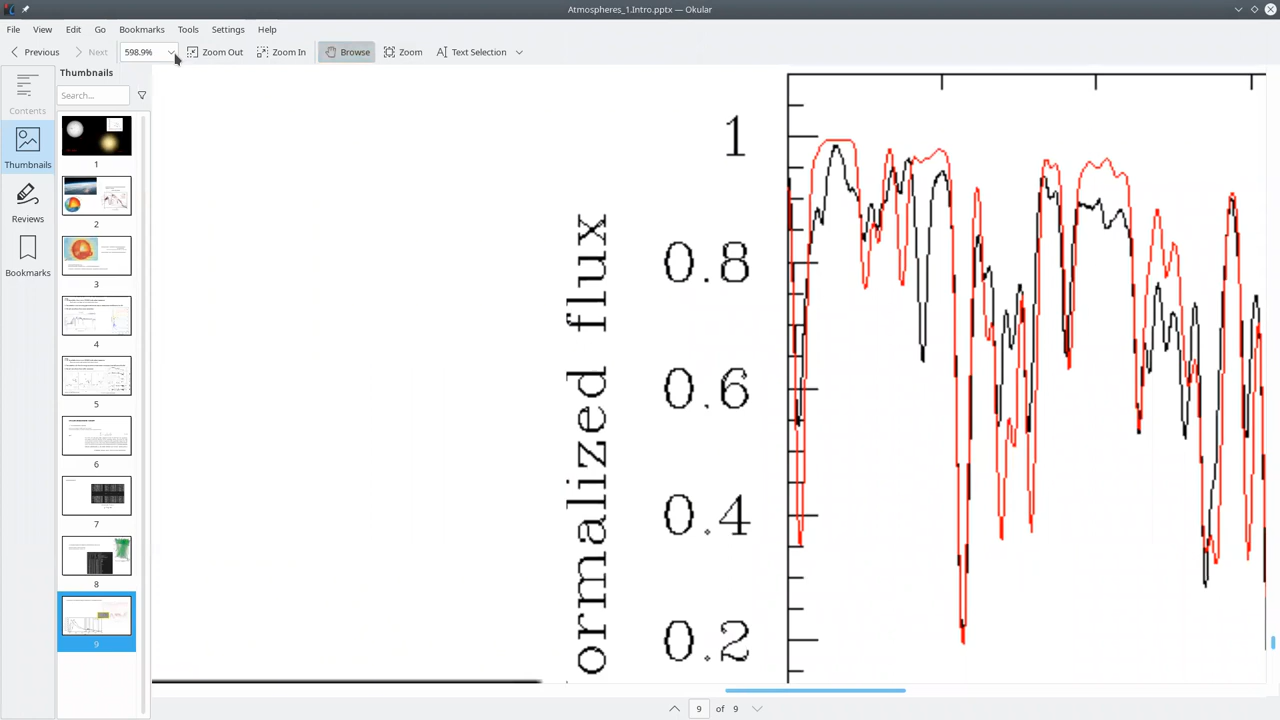 Atmospheres_1.Intro.pptx — Okular
File View Edit Go Bookmarks Tools Settings Help
Previous Next 598.9% Zoom Out Zoom In Browse Zoom Text Selection
Thumbnails
Contents
Search...
Thumbnails
Reviews
Bookmarks
1
2
3
4
5
6
7
8
9
ormalized flux
1
0.8
0.6
0.4
0.2
9 of 9